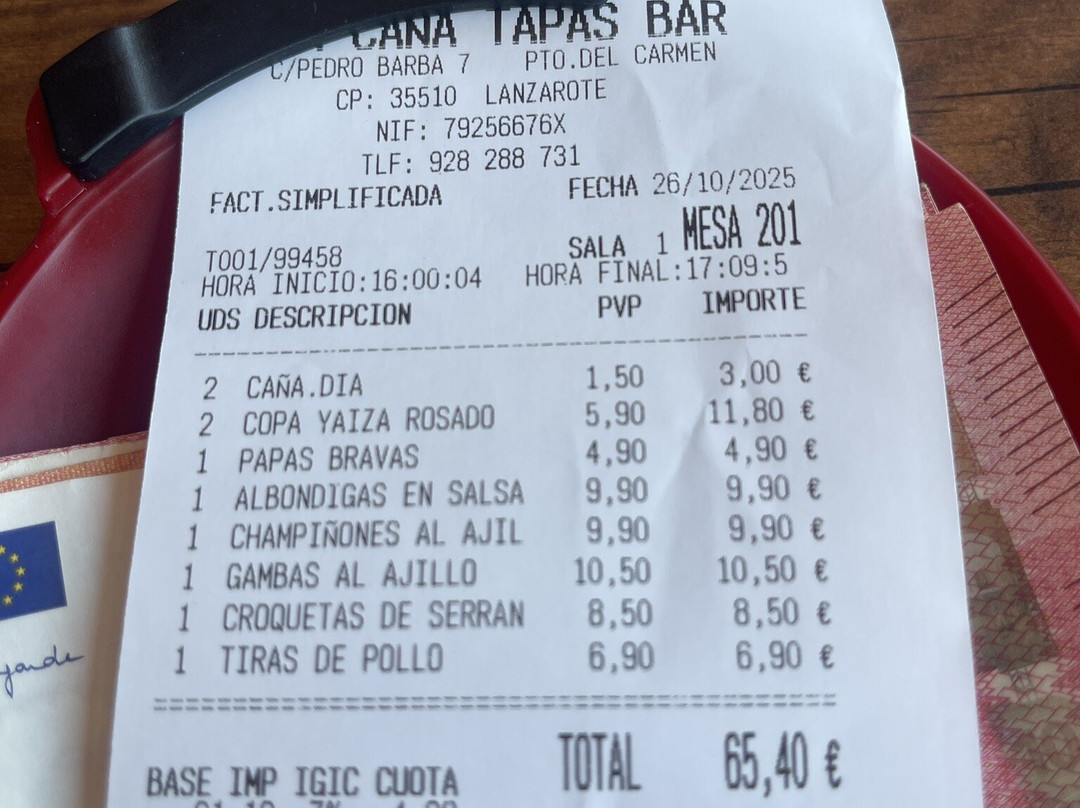 CAÑA TAPAS BAR
C/PEDRO BARBA 7 PTO.DEL CARMEN
CP: 35510 LANZAROTE
NIF: 79256676X
TLF: 928 288 731
FACT.SIMPLIFICADA FECHA 26/10/2025
T001/99458 SALA 1 MESA 201
HORA INICIO:16:00:04 HORA FINAL:17:09:5
UDS DESCRIPCION PVP IMPORTE
2 CAÑA.DIA 1,50 3,00 €
2 COPA YAIZA ROSADO 5,90 11,80 €
1 PAPAS BRAVAS 4,90 4,90 €
1 ALBONDIGAS EN SALSA 9,90 9,90 €
1 CHAMPIÑONES AL AJIL 9,90 9,90 €
1 GAMBAS AL AJILLO 10,50 10,50 €
1 CROQUETAS DE SERRAN 8,50 8,50 €
1 TIRAS DE POLLO 6,90 6,90 €
TOTAL 65,40 €
BASE IMP IGIC CUOTA